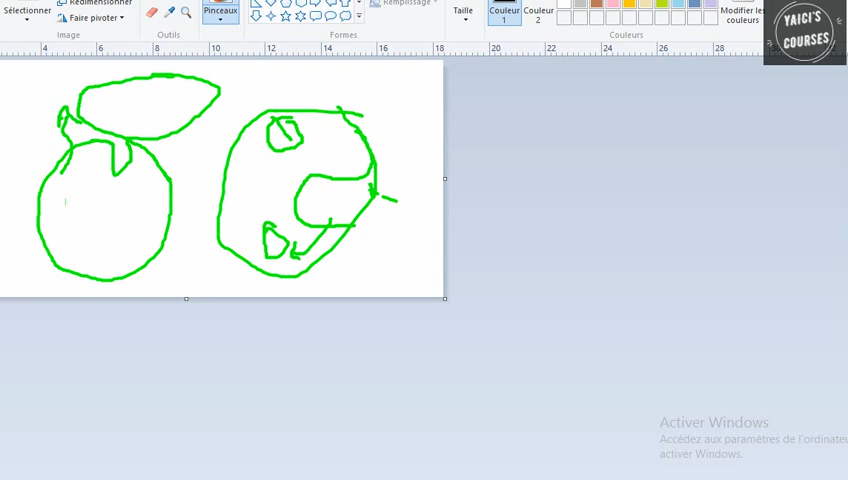 Redimensionner
Sélectionner
Faire pivoter
Pinceaux
Remplissage
Taille
Couleur
1
Couleur
2
Modifier les
couleurs
Image
Outils
Formes
Couleurs
YAICI'S
COURSES
4 6 8 10 12 14 16 18 20 22 24 26 28
Activer Windows
Accédez aux paramètres de l'ordinateu
activer Windows.